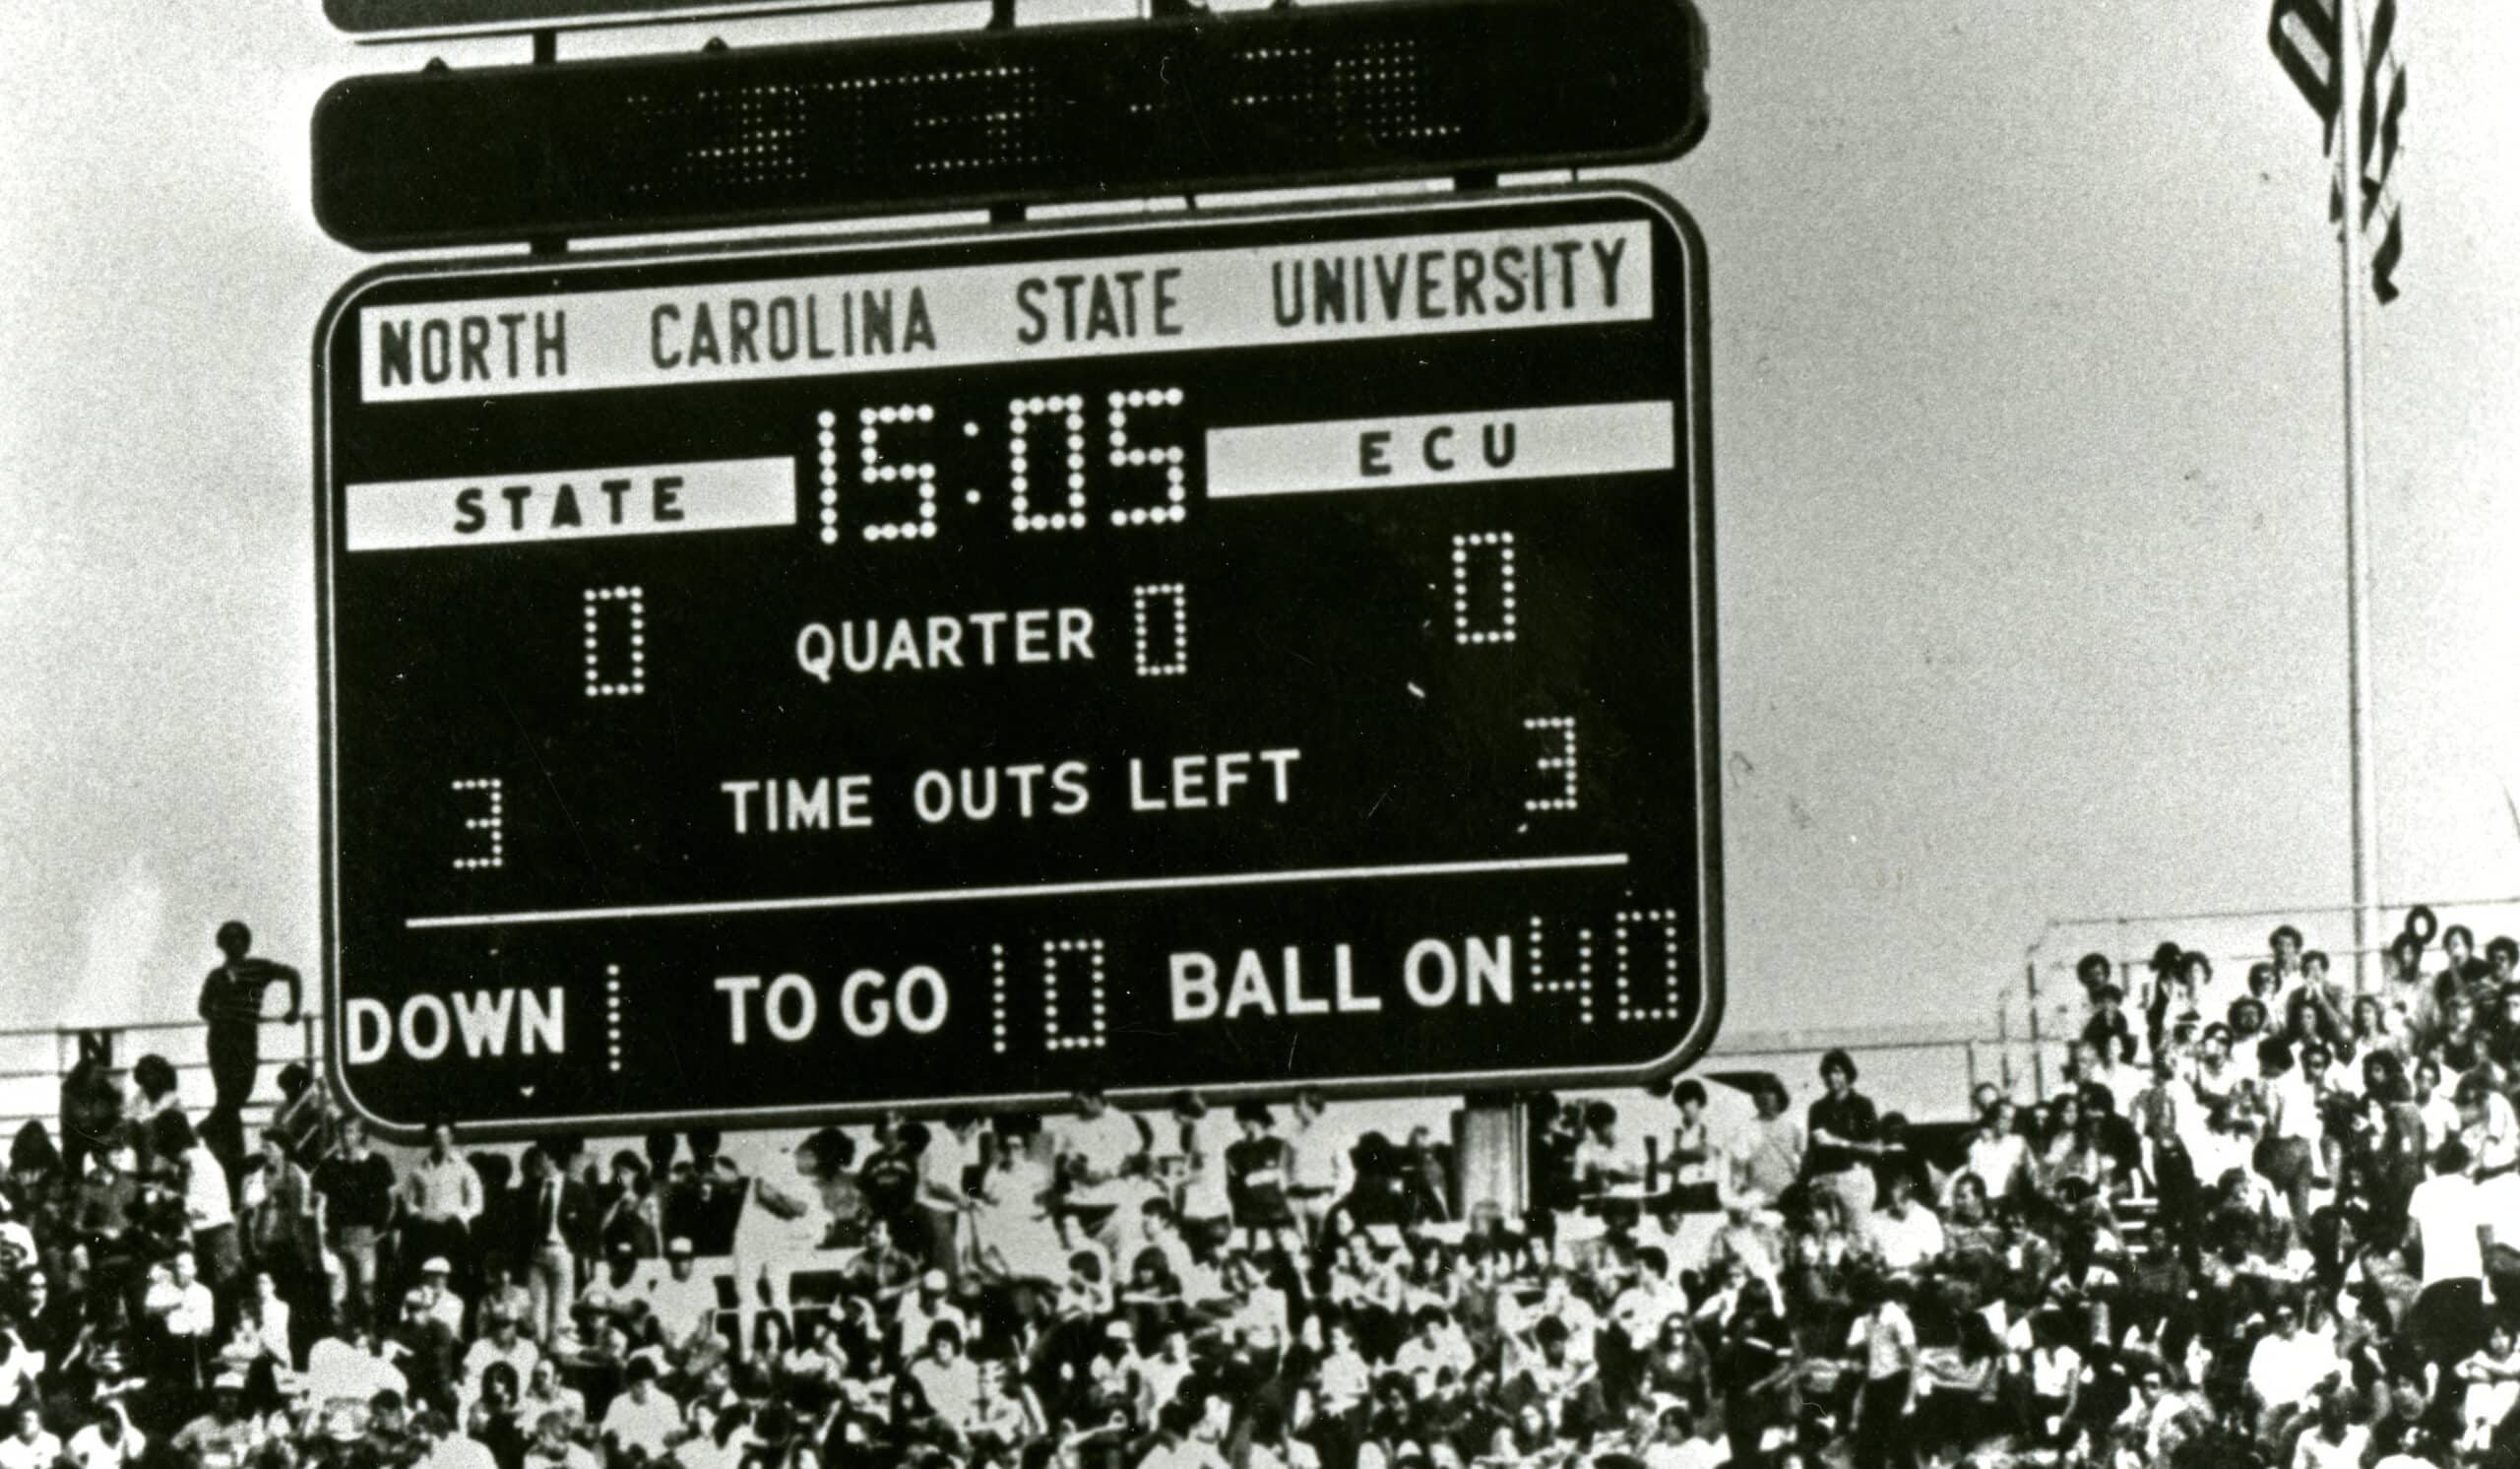 NORTH CAROLINA STATE UNIVERSITY
15:05
STATE ECU
0 QUARTER 0 0
3 TIME OUTS LEFT 3
DOWN 1 TO GO 10 BALL ON 40